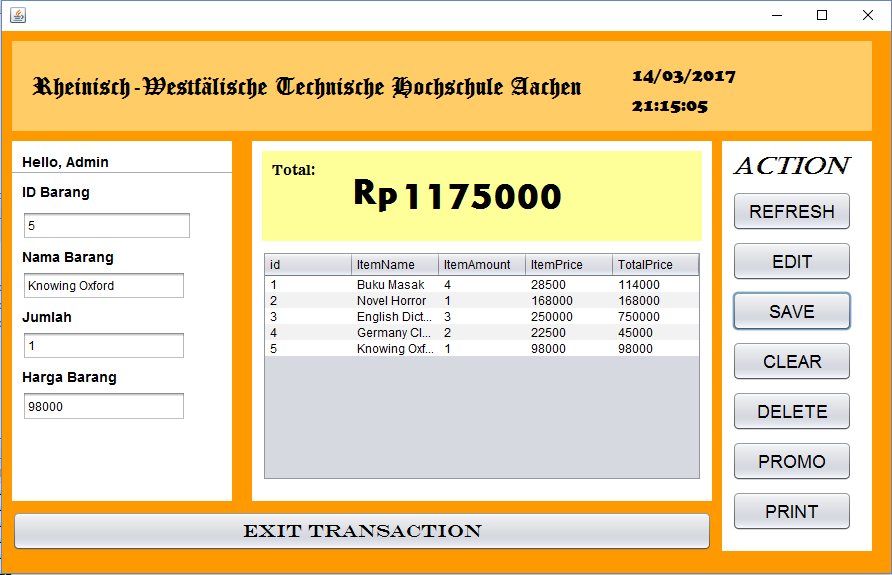 Rheinisch-Westfälische Technische Hochschule Aachen
14/03/2017
21:15:05
Hello, Admin
ID Barang
5
Nama Barang
Knowing Oxford
Jumlah
1
Harga Barang
98000
Total:
Rp1175000
id ItemName ItemAmount ItemPrice TotalPrice
1 Buku Masak 4 28500 114000
2 Novel Horror 1 168000 168000
3 English Dict... 3 250000 750000
4 Germany Cl... 2 22500 45000
5 Knowing Oxf... 1 98000 98000
ACTION
REFRESH
EDIT
SAVE
CLEAR
DELETE
PROMO
PRINT
EXIT TRANSACTION